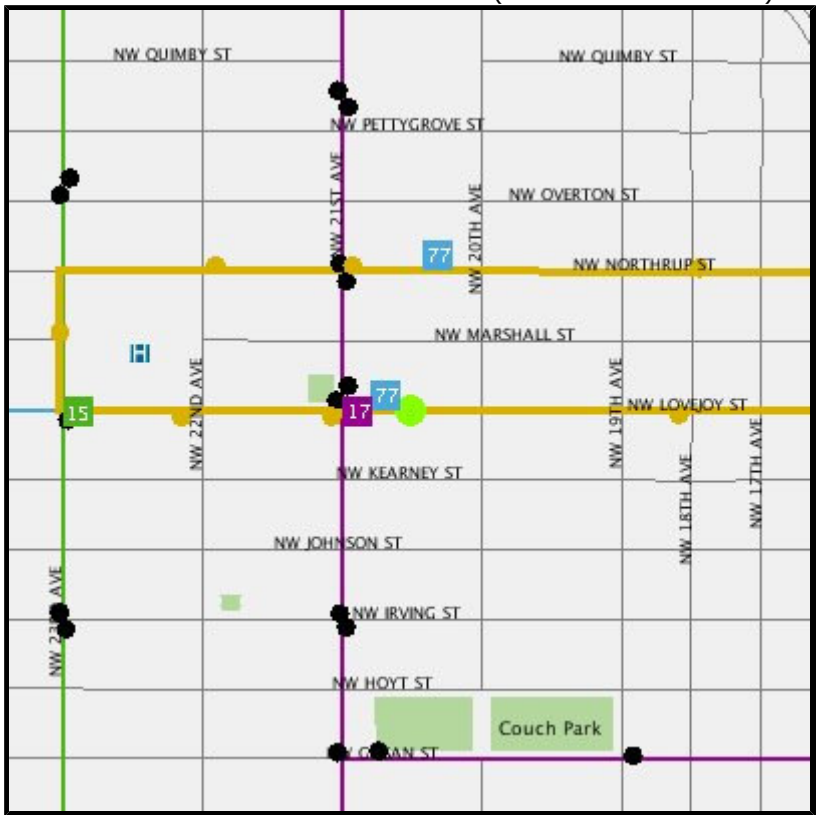 NW QUIMBY ST
NW QUIMBY ST
NW PETTYGROVE ST
NW 21ST AVE
NW 20TH AVE
NW OVERTON ST
77
NW NORTHRUP ST
NW MARSHALL ST
H
NW 22ND AVE
NW 19TH AVE
77
15
17
NW LOVEJOY ST
NW 17TH AVE
NW 18TH AVE
NW KEARNEY ST
NW JOHNSON ST
NW IRVING ST
NW
AVE
NW HOYT ST
Couch Park
ST